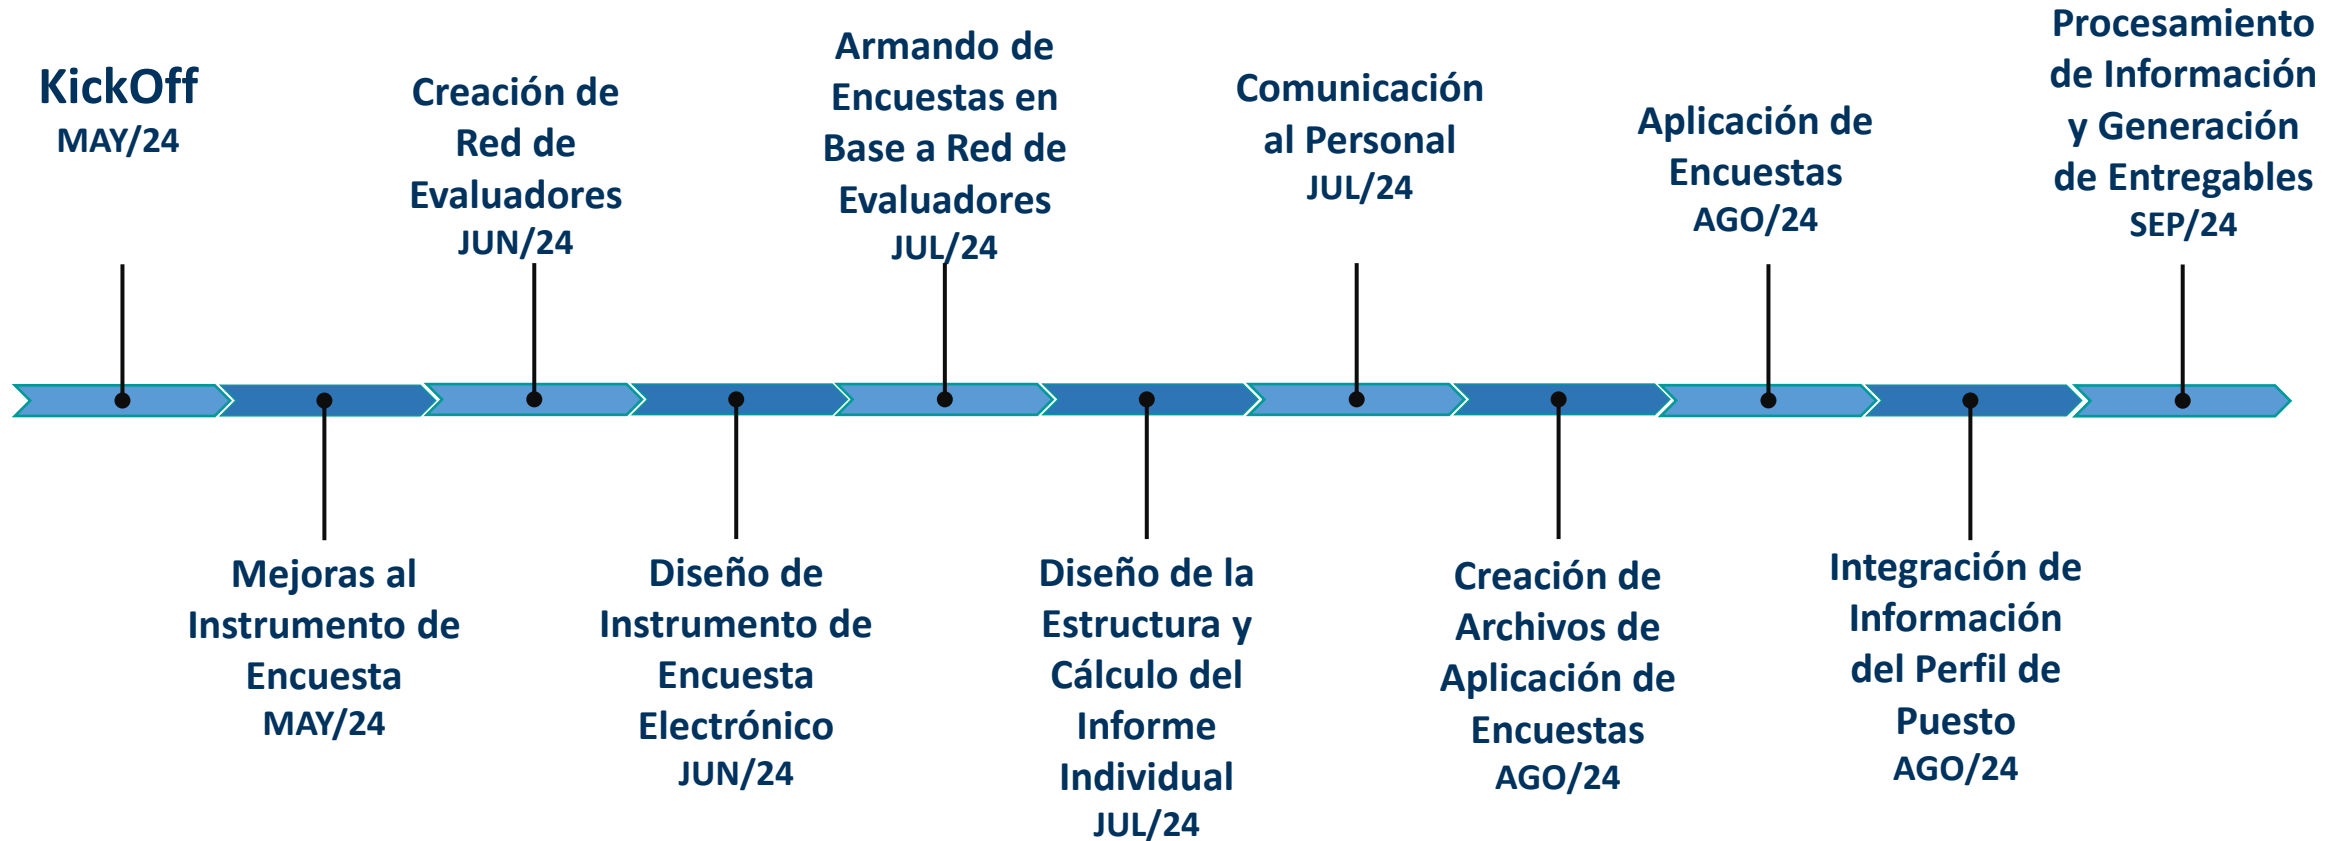 KickOff
MAY/24
Mejoras al
Instrumento de
Encuesta
MAY/24
Creación de
Red de
Evaluadores
JUN/24
Diseño de
Instrumento de
Encuesta
Electrónico
JUN/24
Armando de
Encuestas en
Base a Red de
Evaluadores
JUL/24
Diseño de la
Estructura y
Cálculo del
Informe
Individual
JUL/24
Comunicación
al Personal
JUL/24
Creación de
Archivos de
Aplicación de
Encuestas
AGO/24
Aplicación de
Encuestas
AGO/24
Integración de
Información
del Perfil de
Puesto
AGO/24
Procesamiento
de Información
y Generación
de Entregables
SEP/24